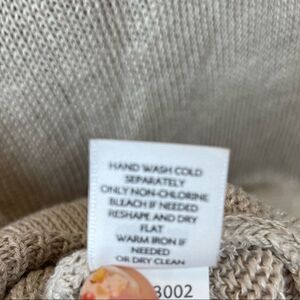 HAND WASH COLD
SEPARATELY
ONLY NON-CHLORINE
BLEACH IF NEEDED
RESHAPE AND DRY
FLAT
WARM IRON IF
NEEDED
OR DRY CLEAN
3002